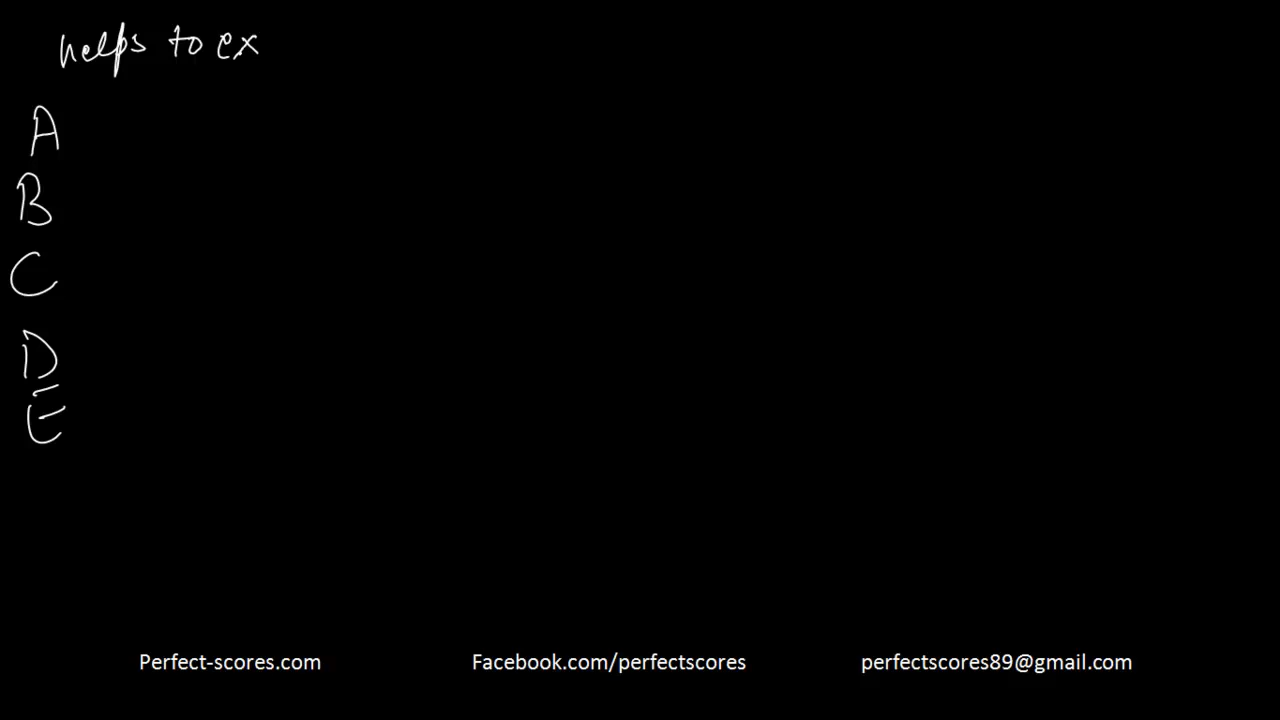 helps to ex
A
B
C
D
E
Perfect-scores.com Facebook.com/perfectscores perfectscores89@gmail.com